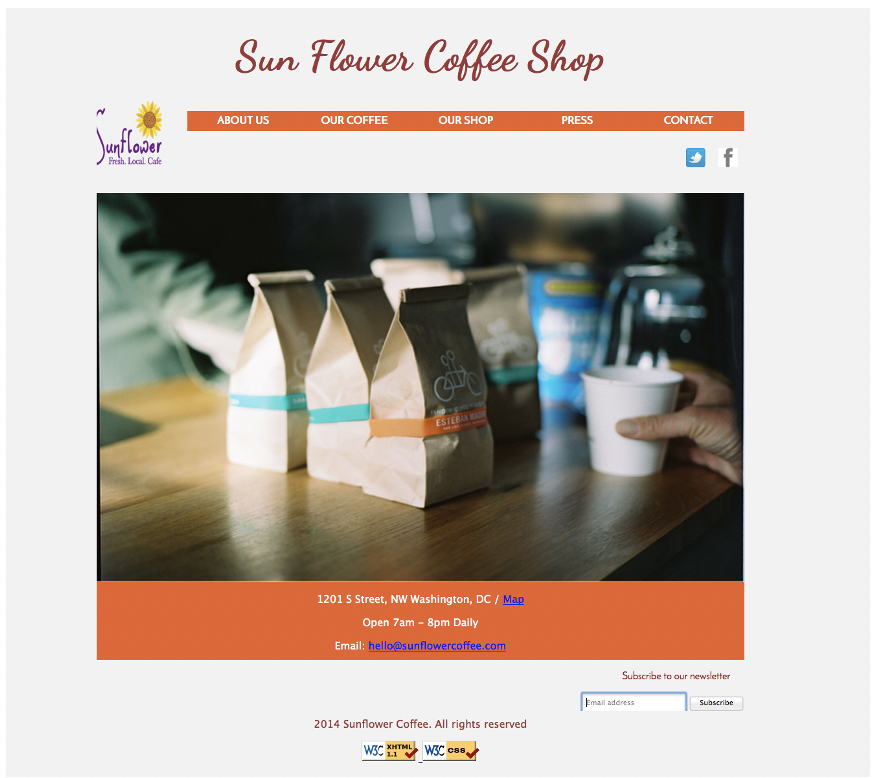 Sun Flower Coffee Shop
Sunflower
Fresh. Local. Cafe
ABOUT US OUR COFFEE OUR SHOP PRESS CONTACT
ESTEBAN
1201 S Street, NW Washington, DC / Map
Open 7am – 8pm Daily
Email: hello@sunflowercoffee.com
Subscribe to our newsletter
Email address Subscribe
2014 Sunflower Coffee. All rights reserved
W3C XHTML 1.1 W3C CSS